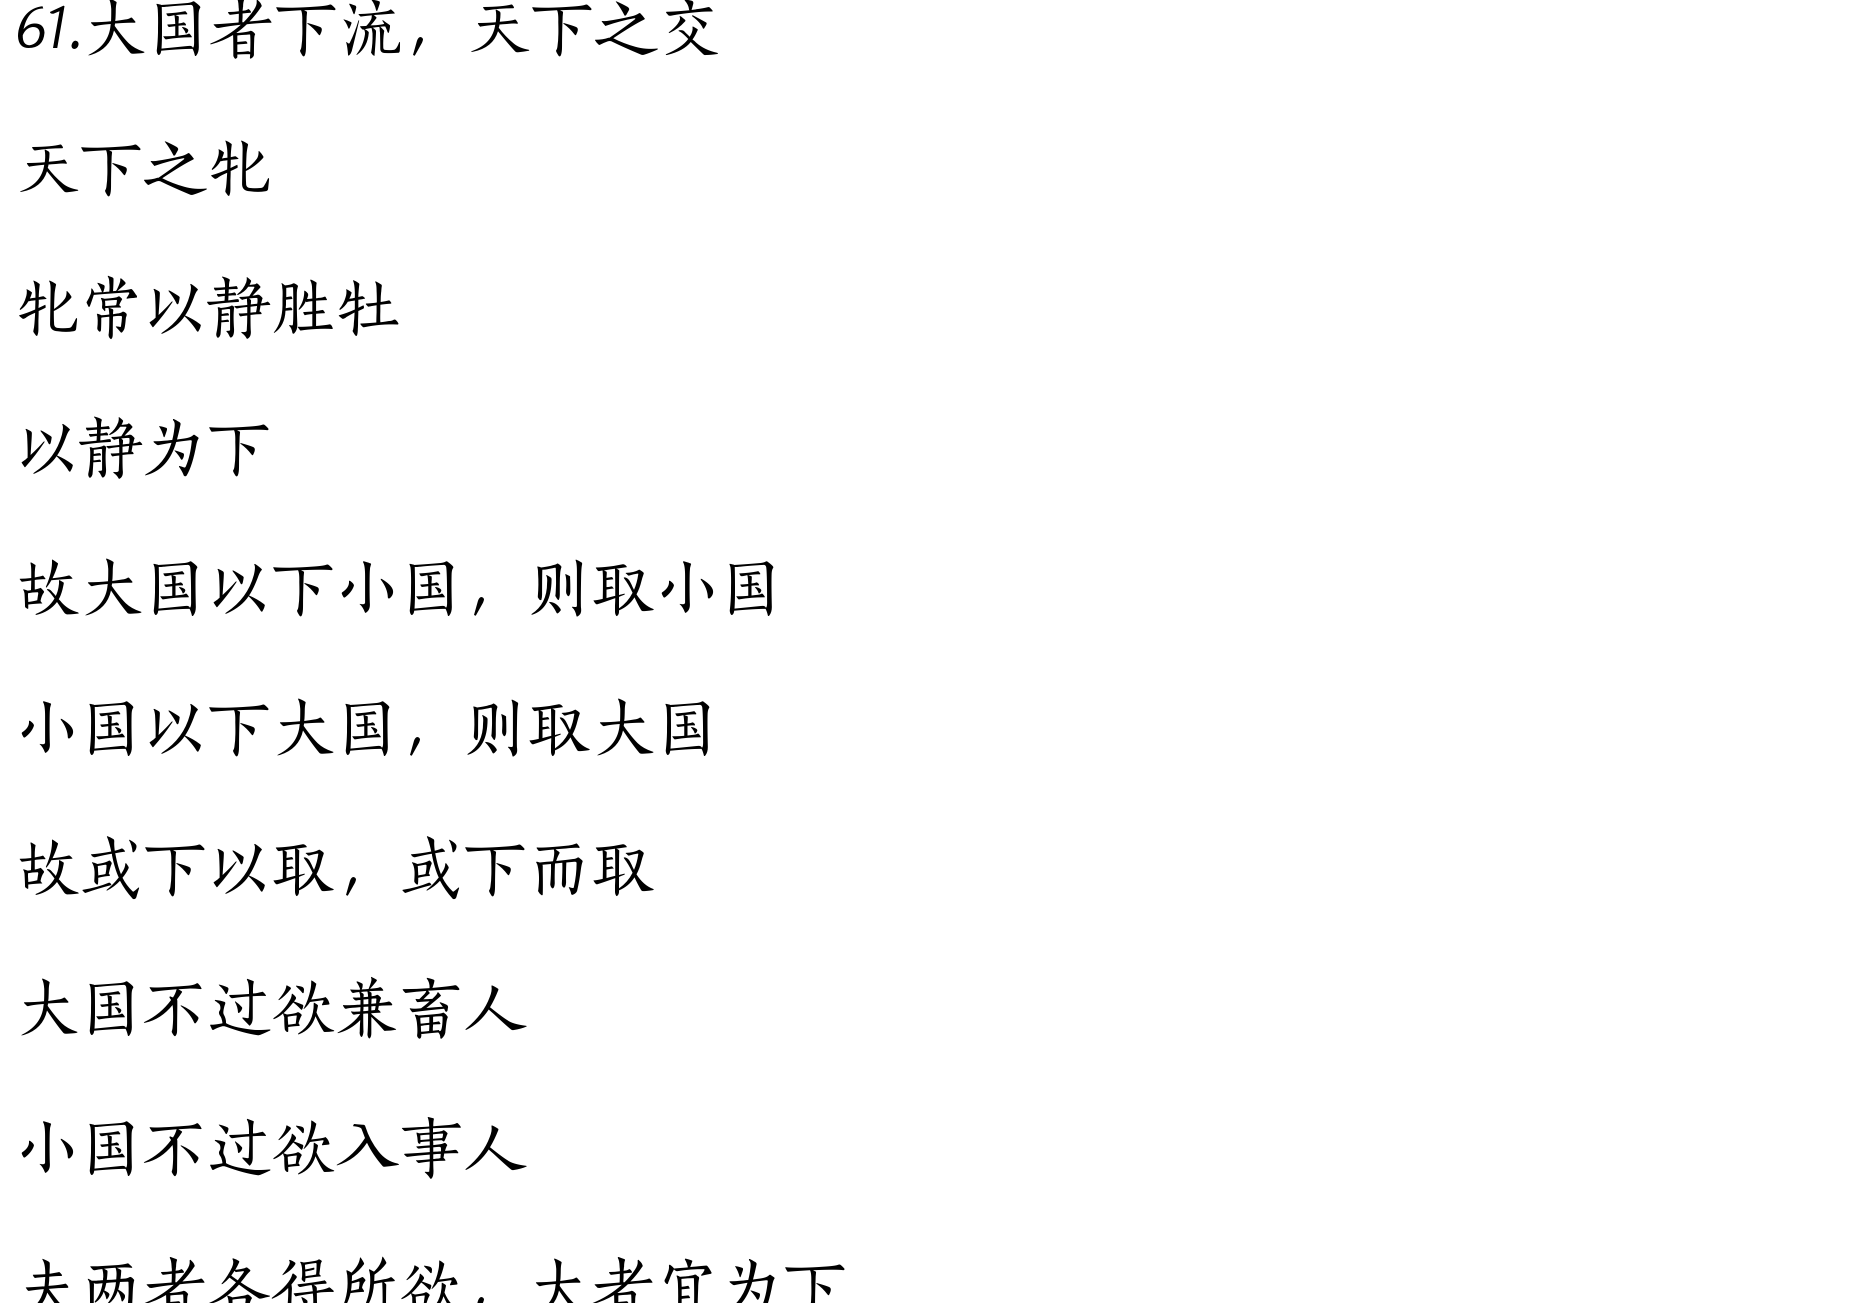 61.大国者下流，天下之交
天下之牝
牝常以静胜牡
以静为下
故大国以下小国，则取小国
小国以下大国，则取大国
故或下以取，或下而取
大国不过欲兼畜人
小国不过欲入事人
夫两者各得所欲，大者宜为下